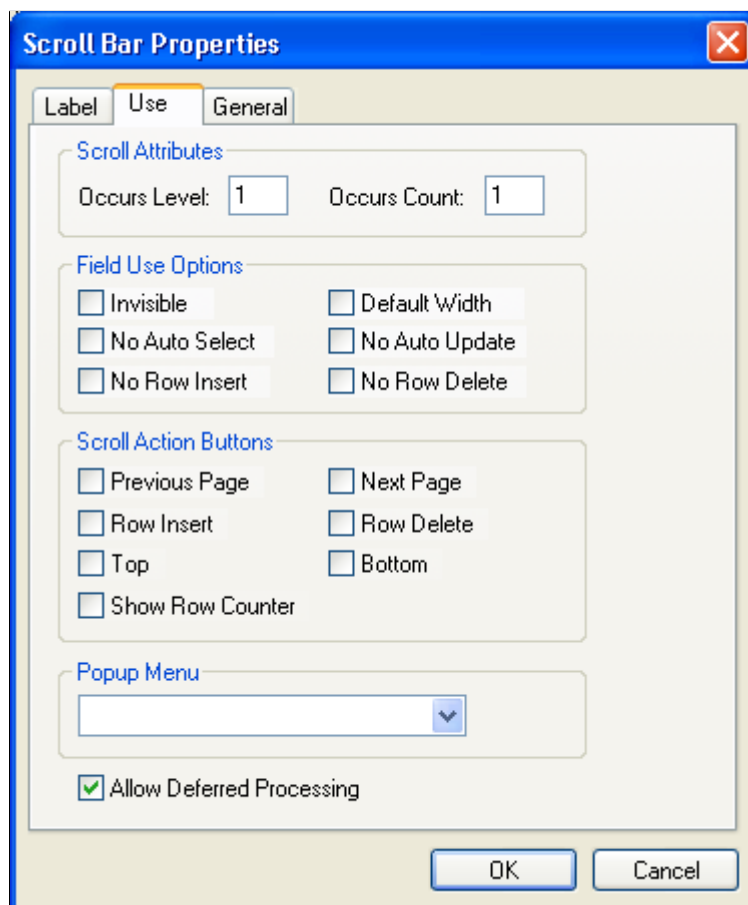 Scroll Bar Properties
Label Use General
Scroll Attributes
Occurs Level: 1 Occurs Count: 1
Field Use Options
Invisible Default Width
No Auto Select No Auto Update
No Row Insert No Row Delete
Scroll Action Buttons
Previous Page Next Page
Row Insert Row Delete
Top Bottom
Show Row Counter
Popup Menu
Allow Deferred Processing
OK Cancel